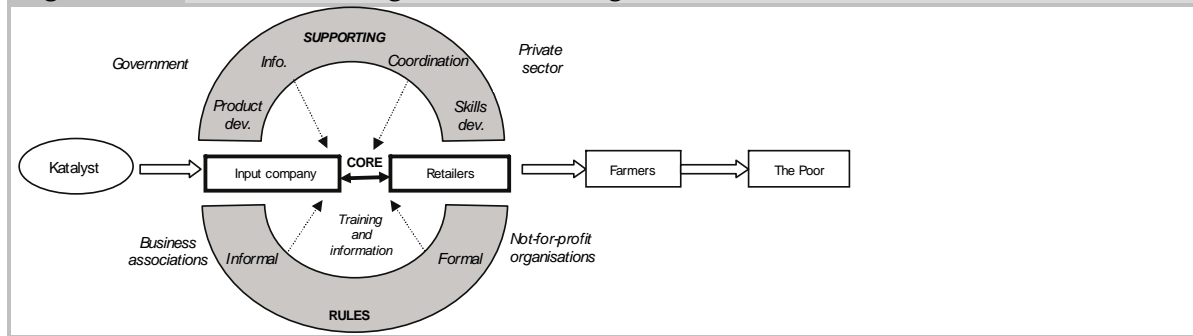 SUPPORTING
Government
Info.
Coordination
Private
sector
Product
dev.
Skills
dev.
Katalyst
Input company
CORE
Retailers
Farmers
The Poor
Training
and
information
Business
associations
Informal
Formal
Not-for-profit
organisations
RULES